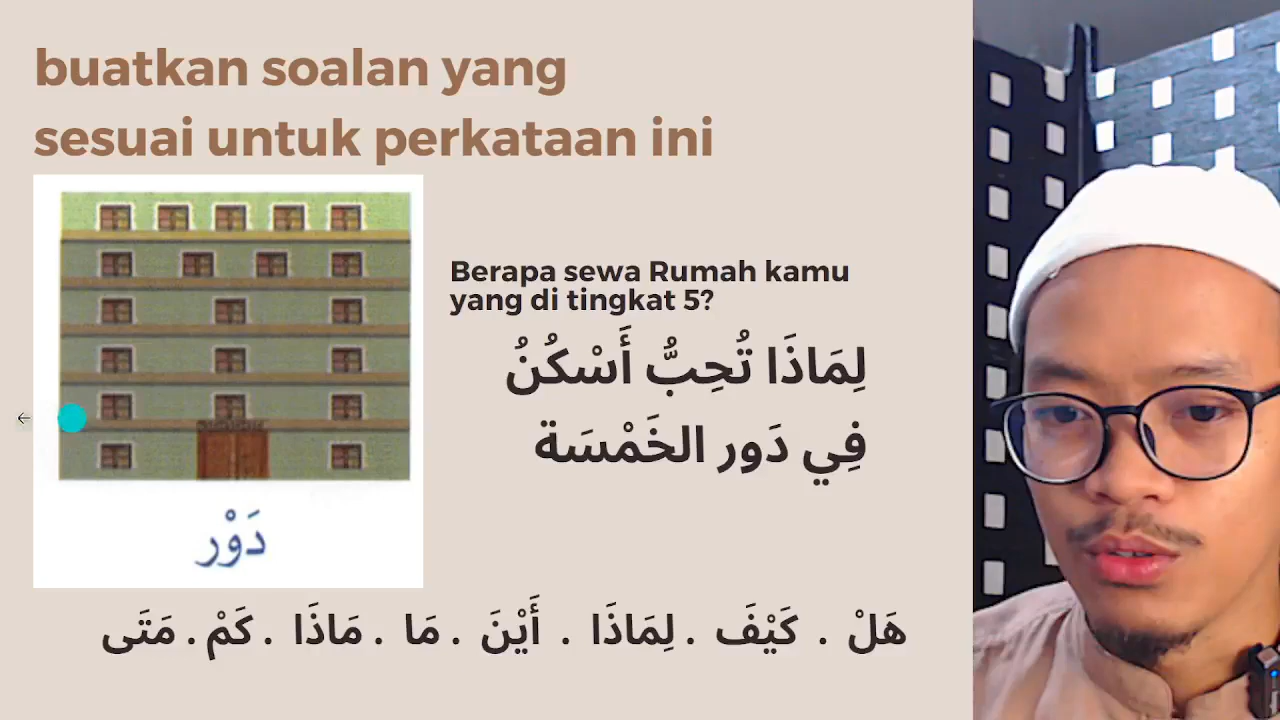 buatkan soalan yang
sesuai untuk perkataan ini
Berapa sewa Rumah kamu
yang di tingkat 5?
لِمَاذَا تُحِبُّ أَسْكُنُ
فِي دَور الخَمْسَة
دَوْر
هَلْ . كَيْفَ . لِمَاذَا . أَيْنَ . مَا . مَاذَا . كَمْ . مَتَى